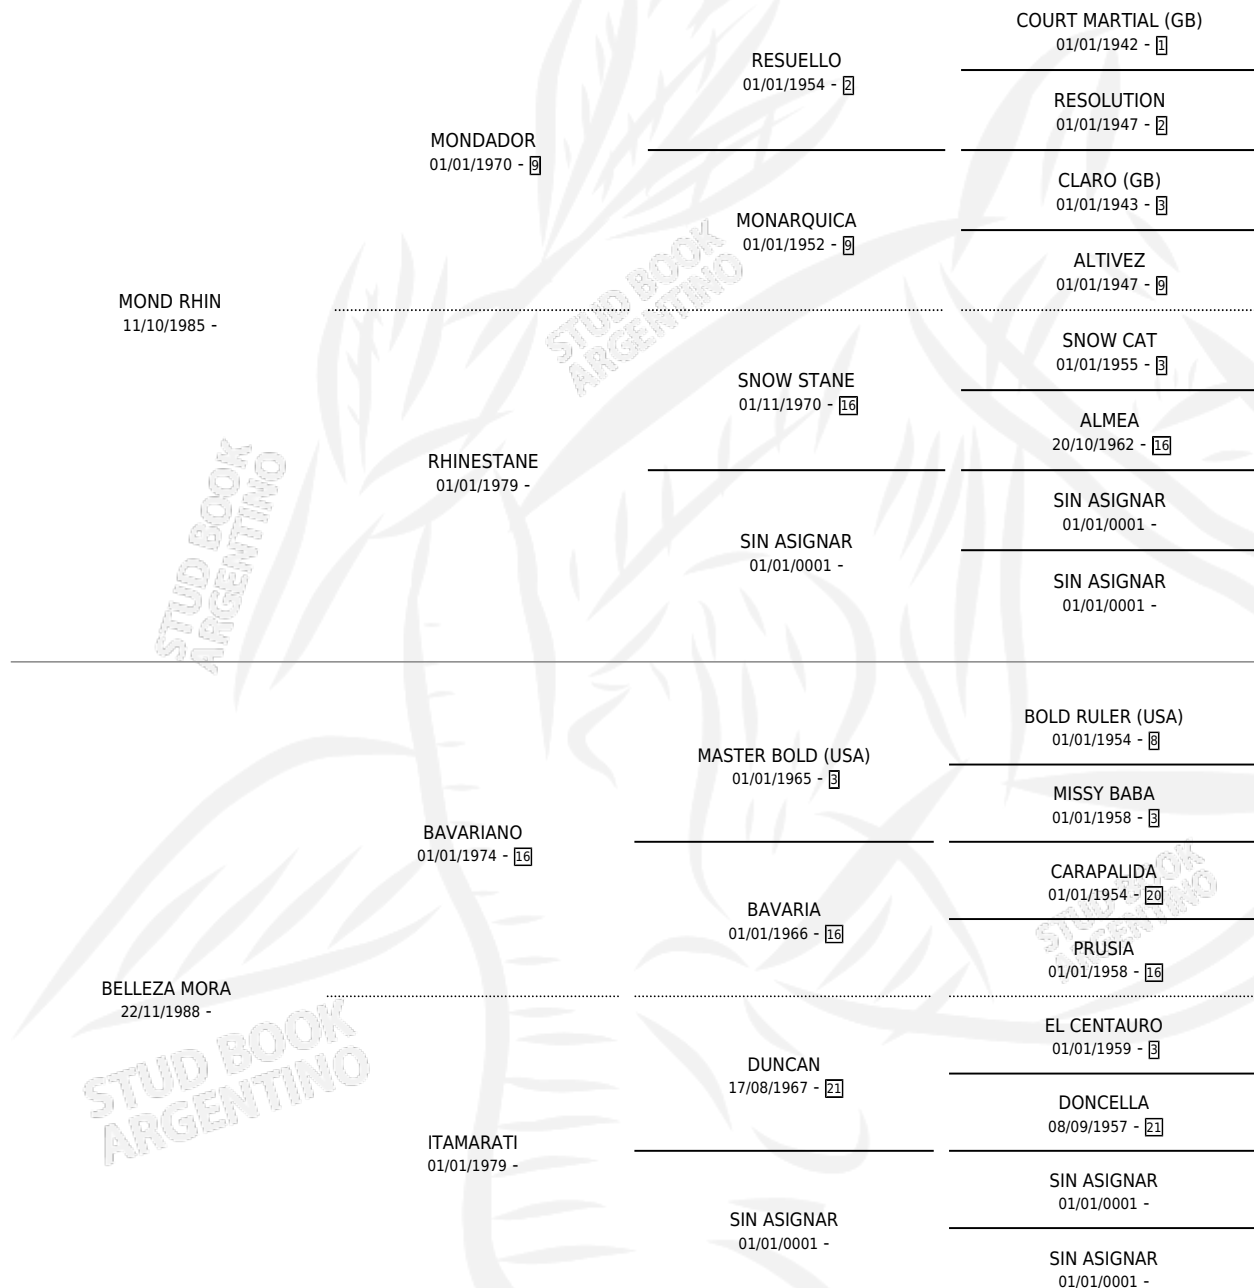 COURT MARTIAL (GB)
01/01/1942 - 1
RESUELLO
01/01/1954 - 2
RESOLUTION
01/01/1947 - 2
MONDADOR
01/01/1970 - 9
CLARO (GB)
01/01/1943 - 3
MONARQUICA
01/01/1952 - 9
ALTIVEZ
01/01/1947 - 9
MOND RHIN
11/10/1985 -
SNOW CAT
01/01/1955 - 3
SNOW STANE
01/11/1970 - 16
ALMEA
20/10/1962 - 16
RHINESTANE
01/01/1979 -
SIN ASIGNAR
01/01/0001 -
SIN ASIGNAR
01/01/0001 -
SIN ASIGNAR
01/01/0001 -
STUD BOOK
ARGENTINO
STUD BOOK
ARGENTINO
BOLD RULER (USA)
01/01/1954 - 8
MASTER BOLD (USA)
01/01/1965 - 3
MISSY BABA
01/01/1958 - 3
BAVARIANO
01/01/1974 - 16
CARAPALIDA
01/01/1954 - 20
BAVARIA
01/01/1966 - 16
PRUSIA
01/01/1958 - 16
STUD BOOK
ARGENTINO
BELLEZA MORA
22/11/1988 -
EL CENTAURO
01/01/1959 - 3
DUNCAN
17/08/1967 - 21
DONCELLA
08/09/1957 - 21
STUD BOOK
ARGENTINO
ITAMARATI
01/01/1979 -
SIN ASIGNAR
01/01/0001 -
SIN ASIGNAR
01/01/0001 -
SIN ASIGNAR
01/01/0001 -